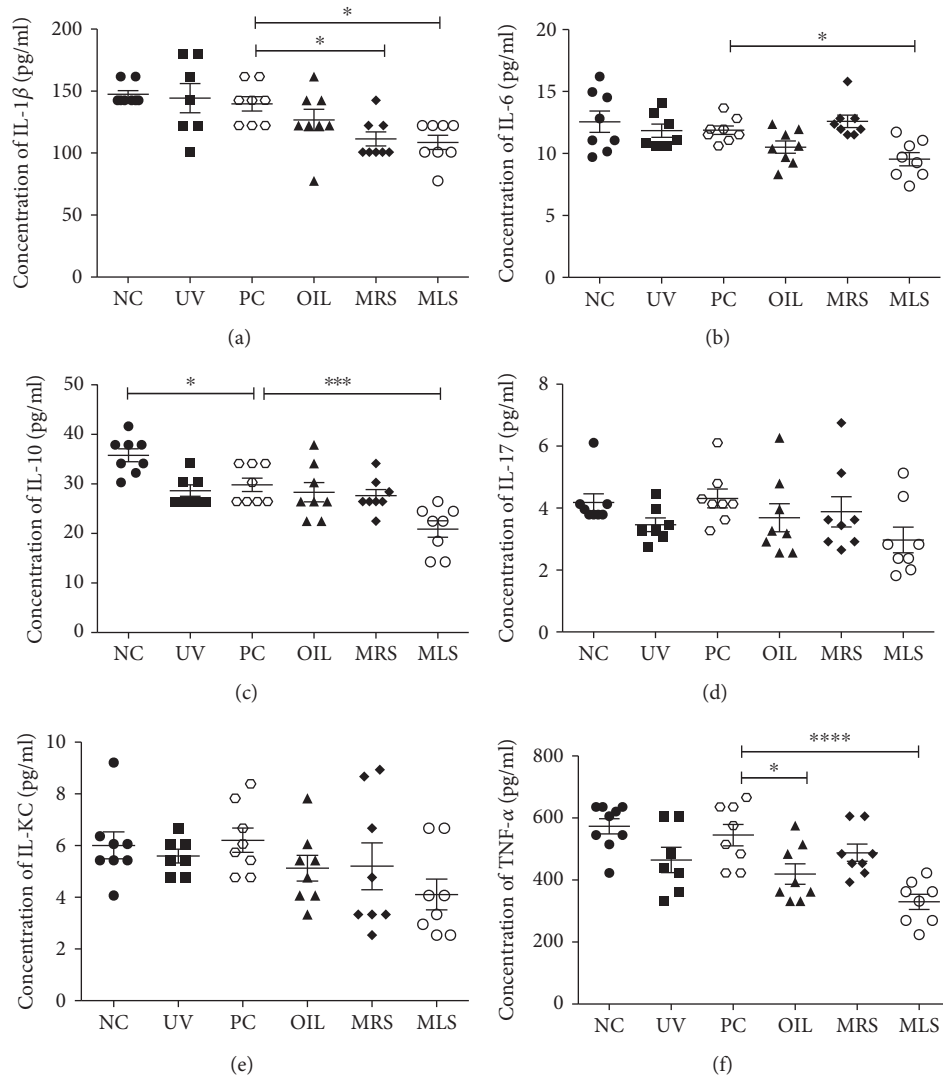 * *
* *
200 20
Concentration of IL-1β (pg/ml) Concentration of IL-6 (pg/ml)
150 15
100 10
50 5
0 0
NC UV PC OIL MRS MLS NC UV PC OIL MRS MLS
(a) (b)
50 8
* ***
Concentration of IL-10 (pg/ml) Concentration of IL-17 (pg/ml)
40 6
30 4
20
10 2
0 0
NC UV PC OIL MRS MLS NC UV PC OIL MRS MLS
(c) (d)
10 800
****
*
Concentration of IL-KC (pg/ml) Concentration of TNF-α (pg/ml)
8 600
6
4 400
2 200
0 0
NC UV PC OIL MRS MLS NC UV PC OIL MRS MLS
(e) (f)